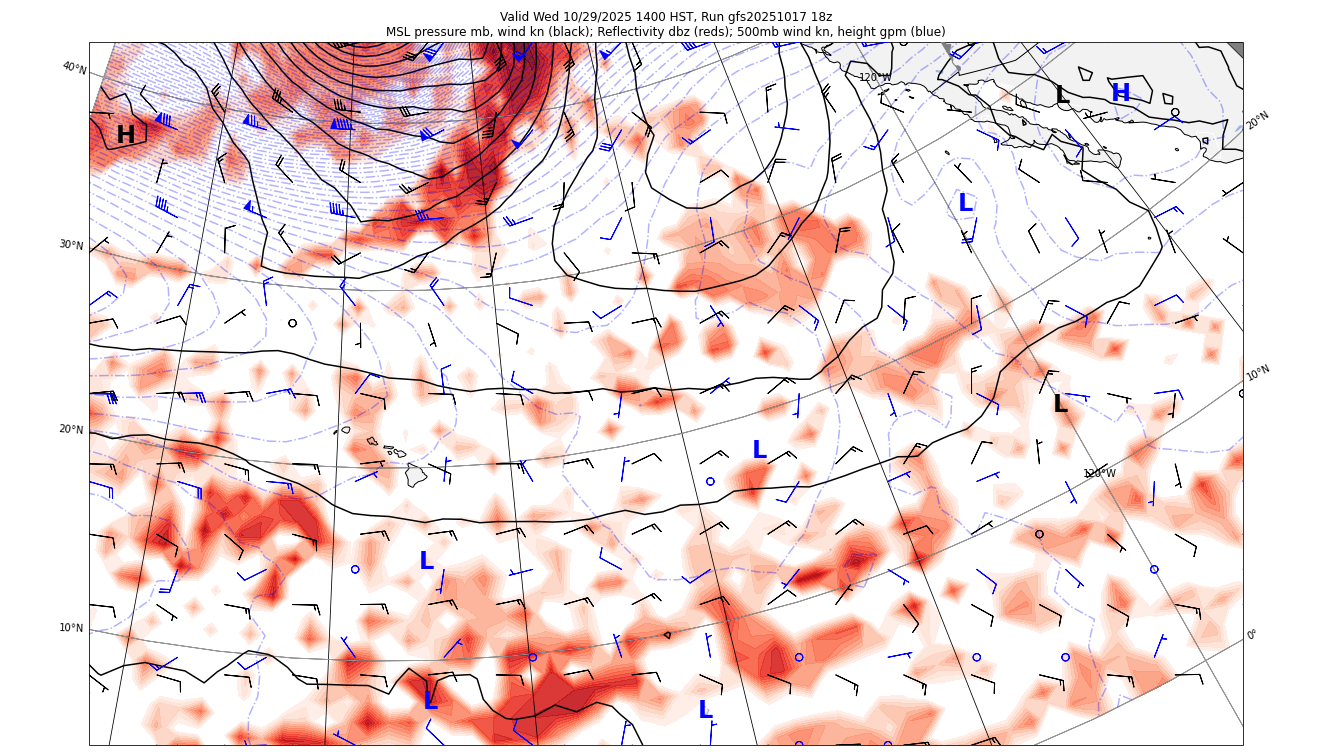 Valid Wed 10/29/2025 1400 HST, Run gfs20251017 18z
MSL pressure mb, wind kn (black); Reflectivity dbz (reds); 500mb wind kn, height gpm (blue)
40°N
120°W
L
H
20°N
H
L
30°N
10°N
L
20°N
L
120°W
L
10°N
0°
L
L